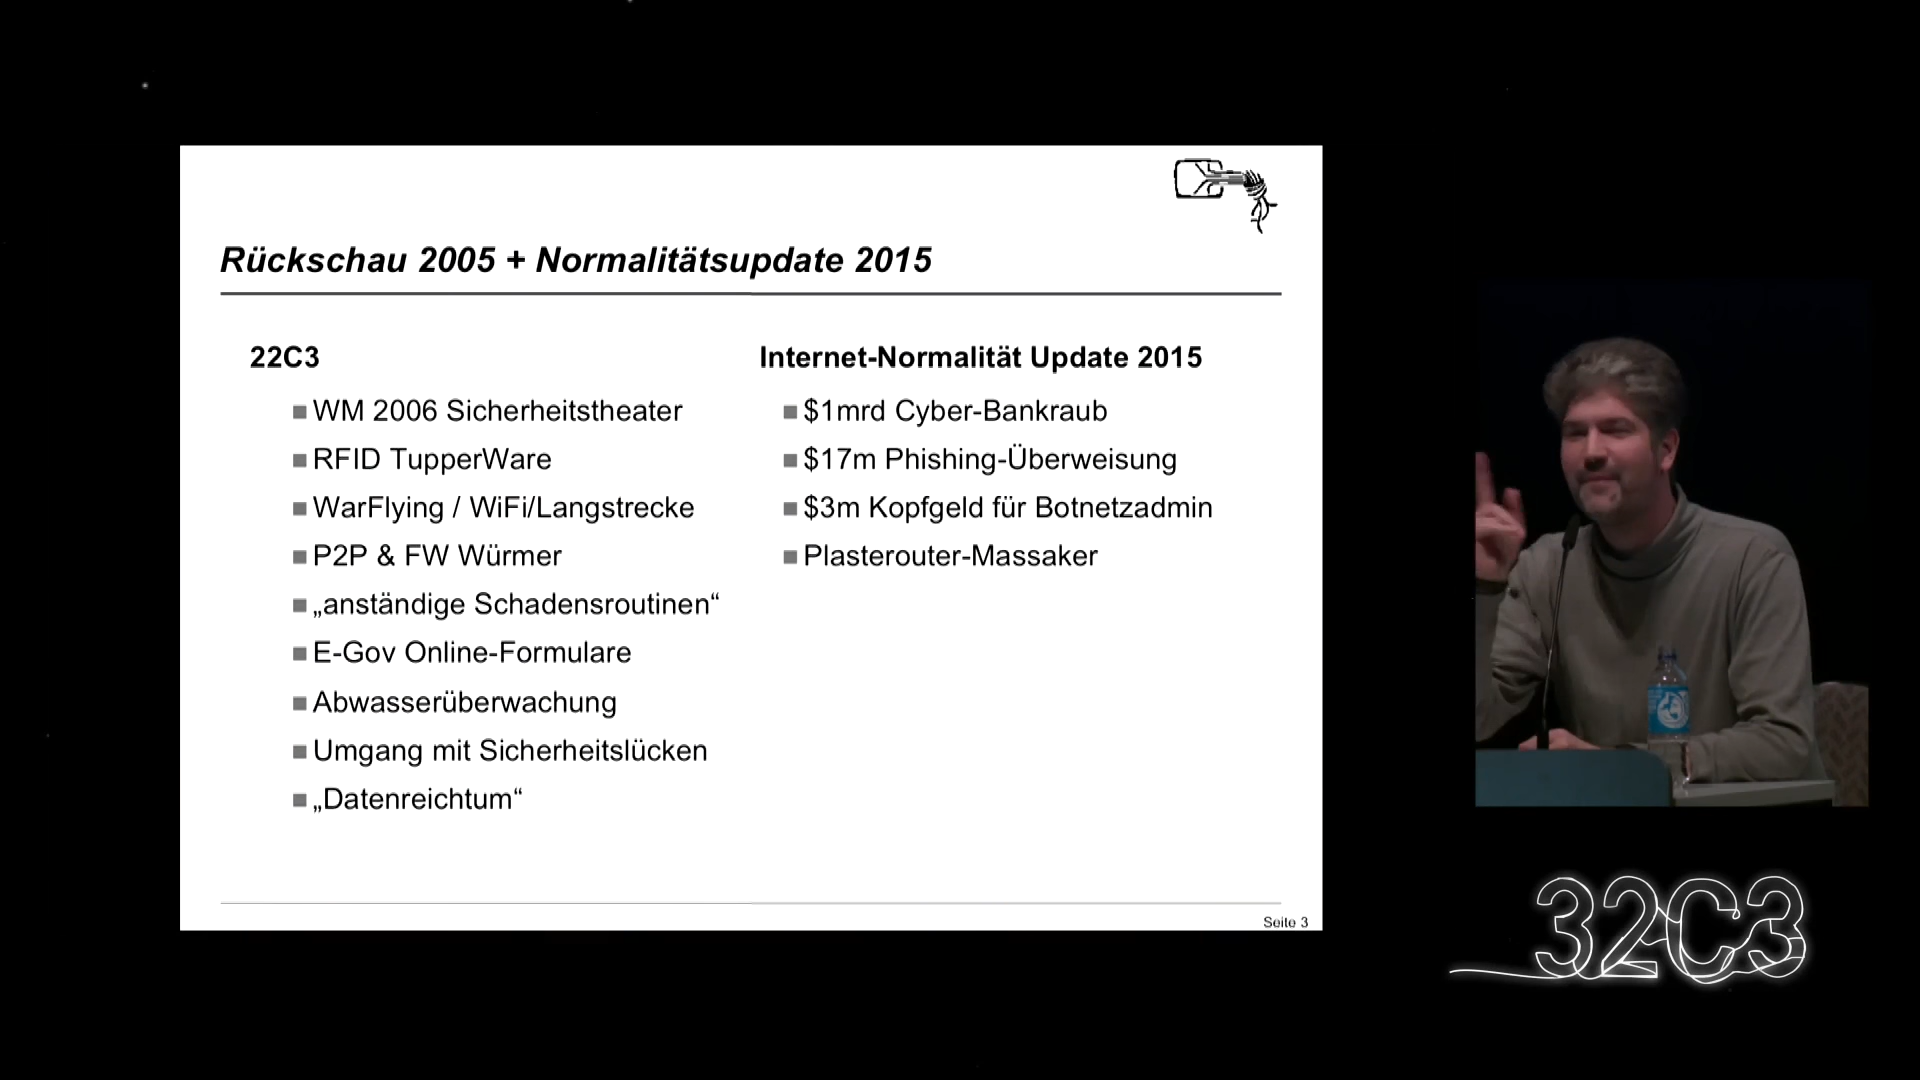 Rückschau 2005 + Normalitätsupdate 2015
22C3
WM 2006 Sicherheitstheater
RFID TupperWare
WarFlying / WiFi/Langstrecke
P2P & FW Würmer
„anständige Schadensroutinen“
E-Gov Online-Formulare
Abwasserüberwachung
Umgang mit Sicherheitslücken
„Datenreichtum“
Internet-Normalität Update 2015
$1mrd Cyber-Bankraub
$17m Phishing-Überweisung
$3m Kopfgeld für Botnetzadmin
Plasterouter-Massaker
Seite 3
32C3